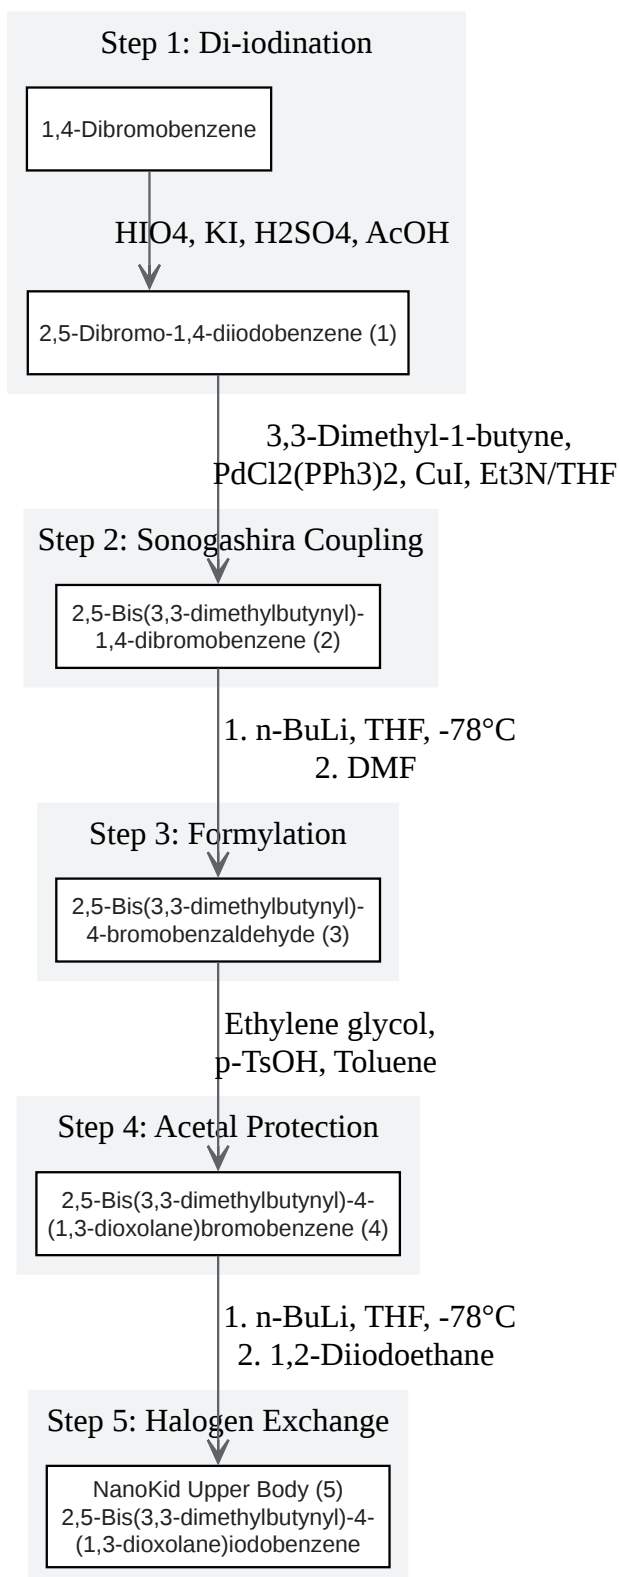 Step 1: Di-iodination
1,4-Dibromobenzene
HIO4, KI, H2SO4, AcOH
2,5-Dibromo-1,4-diiodobenzene (1)
3,3-Dimethyl-1-butyne,
PdCl2(PPh3)2, CuI, Et3N/THF
Step 2: Sonogashira Coupling
2,5-Bis(3,3-dimethylbutynyl)-
1,4-dibromobenzene (2)
1. n-BuLi, THF, -78°C
2. DMF
Step 3: Formylation
2,5-Bis(3,3-dimethylbutynyl)-
4-bromobenzaldehyde (3)
Ethylene glycol,
p-TsOH, Toluene
Step 4: Acetal Protection
2,5-Bis(3,3-dimethylbutynyl)-4-
(1,3-dioxolane)bromobenzene (4)
1. n-BuLi, THF, -78°C
2. 1,2-Diiodoethane
Step 5: Halogen Exchange
NanoKid Upper Body (5)
2,5-Bis(3,3-dimethylbutynyl)-4-
(1,3-dioxolane)iodobenzene